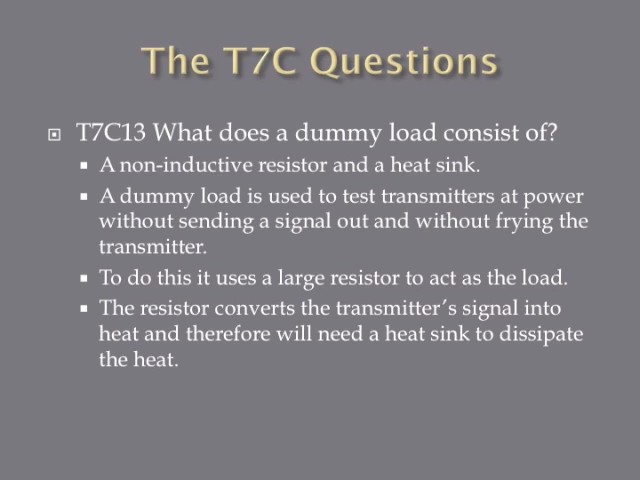 The T7C Questions
T7C13 What does a dummy load consist of?
A non-inductive resistor and a heat sink.
A dummy load is used to test transmitters at power
without sending a signal out and without frying the
transmitter.
To do this it uses a large resistor to act as the load.
The resistor converts the transmitter's signal into
heat and therefore will need a heat sink to dissipate
the heat.